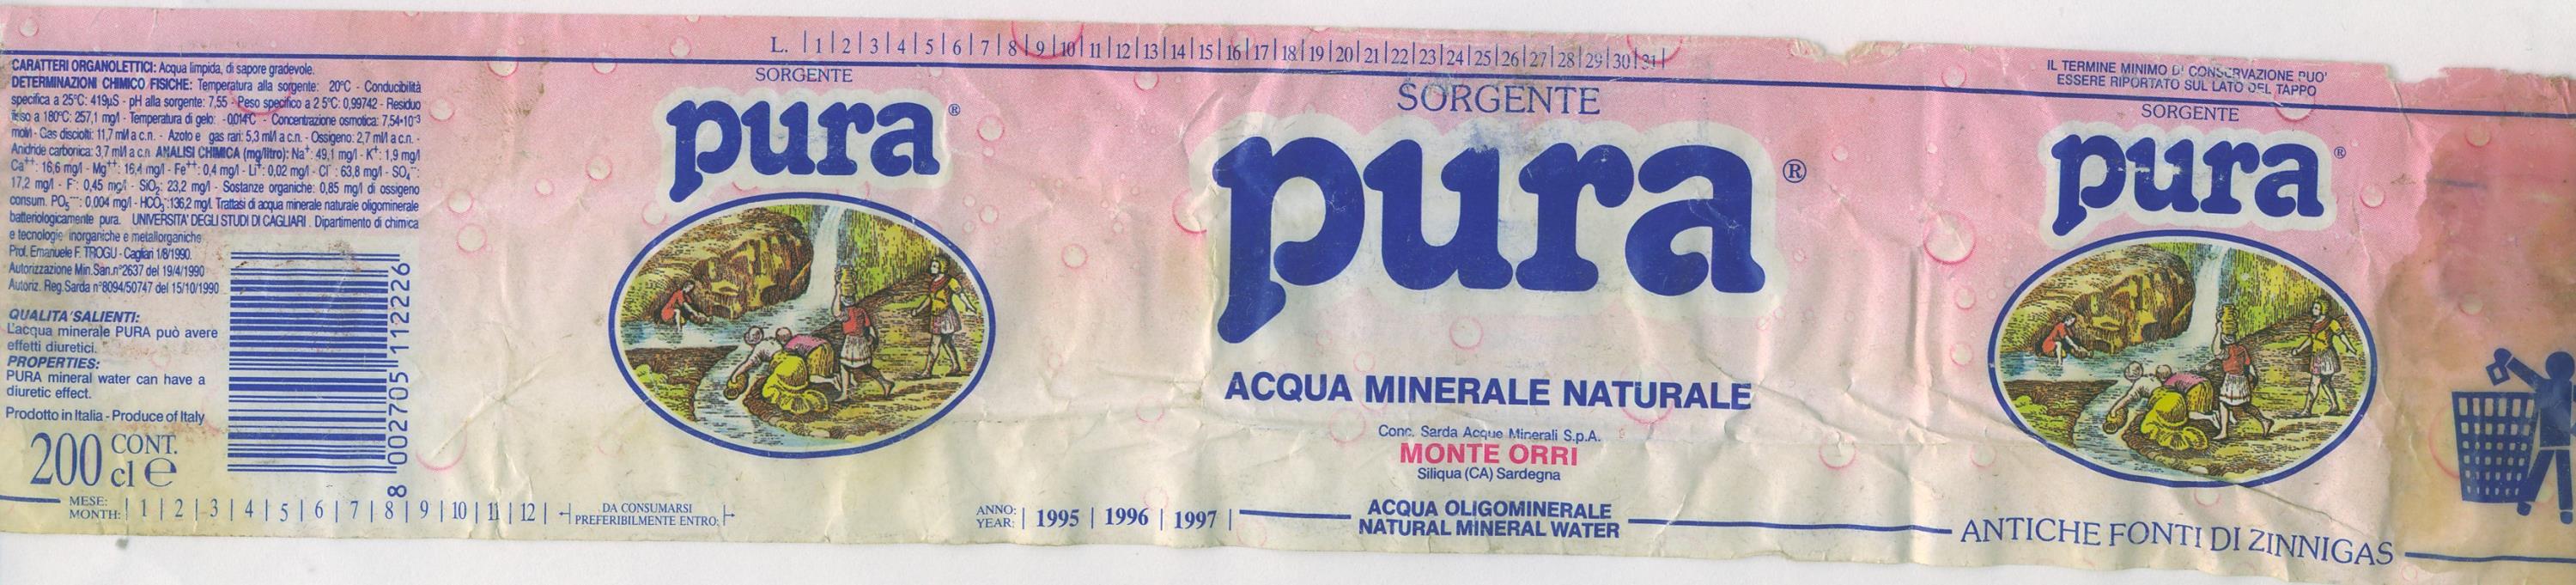 CARATTERI ORGANOLETTICI: Acqua limpida, di sapore gradevole.
DETERMINAZIONI CHIMICO FISICHE: Temperatura alla sorgente: 20°C - Conducibilità
specifica a 25°C: 419µS - pH alla sorgente: 7,55 - Peso specifico a 2 5°C: 0,99742 - Residuo
fisso a 180°C: 257,1 mg/l - Temperatura di gelo: -0,014°C - Concentrazione osmotica: 7,54•10⁻³
mol/l - Gas disciolti: 11,7 ml/l a c.n. - Azoto e gas rari: 5,3 ml/l a c.n. - Ossigeno: 2,7 ml/l a c.n. -
Anidride carbonica: 3,7 ml/l a c.n. ANALISI CHIMICA (mg/litro): Na⁺: 49,1 mg/l - K⁺: 1,9 mg/l
Ca⁺⁺: 16,6 mg/l - Mg⁺⁺: 16,4 mg/l - Fe⁺⁺: 0,4 mg/l - Li⁺: 0,02 mg/l - Cl⁻: 63,8 mg/l - SO₄⁻⁻:
17,2 mg/l - F⁻: 0,45 mg/l - SiO₂: 23,2 mg/l - Sostanze organiche: 0,85 mg/l di ossigeno
consum. PO₅⁻⁻⁻: 0,004 mg/l - HCO₃⁻: 136,2 mg/l. Trattasi di acqua minerale naturale oligominerale
batteriologicamente pura. UNIVERSITA' DEGLI STUDI DI CAGLIARI. Dipartimento di chimica
e tecnologie inorganiche e metallorganiche
Prof. Emanuele F. TROGU - Cagliari 1/8/1990.
Autorizzazione Min.San.n°2637 del 19/4/1990
Autoriz. Reg.Sarda n°8094/50747 del 15/10/1990
QUALITA' SALIENTI:
L'acqua minerale PURA può avere
effetti diuretici.
PROPERTIES:
PURA mineral water can have a
diuretic effect.
Prodotto in Italia - Produce of Italy
200 CONT.
cl e
8 002705 112226
MESE:
MONTH: | 1 | 2 | 3 | 4 | 5 | 6 | 7 | 8 | 9 | 10 | 11 | 12 |
DA CONSUMARSI
PREFERIBILMENTE ENTRO:
ANNO:
YEAR: | 1995 | 1996 | 1997 |
L. | 1 | 2 | 3 | 4 | 5 | 6 | 7 | 8 | 9 | 10 | 11 | 12 | 13 | 14 | 15 | 16 | 17 | 18 | 19 | 20 | 21 | 22 | 23 | 24 | 25 | 26 | 27 | 28 | 29 | 30 | 31 |
SORGENTE
pura®
SORGENTE
pura®
ACQUA MINERALE NATURALE
Conc. Sarda Acque Minerali S.p.A.
MONTE ORRI
Siliqua (CA) Sardegna
ACQUA OLIGOMINERALE
NATURAL MINERAL WATER
IL TERMINE MINIMO DI CONSERVAZIONE PUO'
ESSERE RIPORTATO SUL LATO DEL TAPPO
SORGENTE
pura®
ANTICHE FONTI DI ZINNIGAS